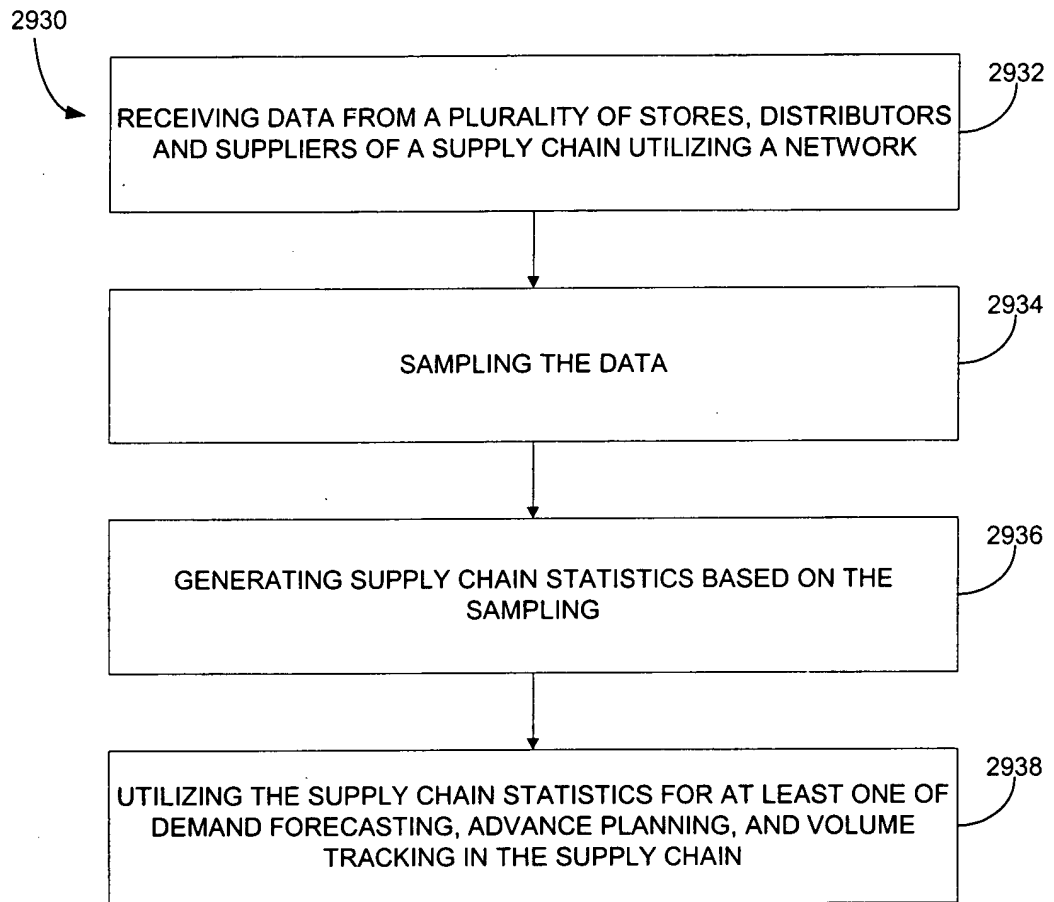 2930
2932
RECEIVING DATA FROM A PLURALITY OF STORES, DISTRIBUTORS
AND SUPPLIERS OF A SUPPLY CHAIN UTILIZING A NETWORK
2934
SAMPLING THE DATA
2936
GENERATING SUPPLY CHAIN STATISTICS BASED ON THE
SAMPLING
2938
UTILIZING THE SUPPLY CHAIN STATISTICS FOR AT LEAST ONE OF
DEMAND FORECASTING, ADVANCE PLANNING, AND VOLUME
TRACKING IN THE SUPPLY CHAIN